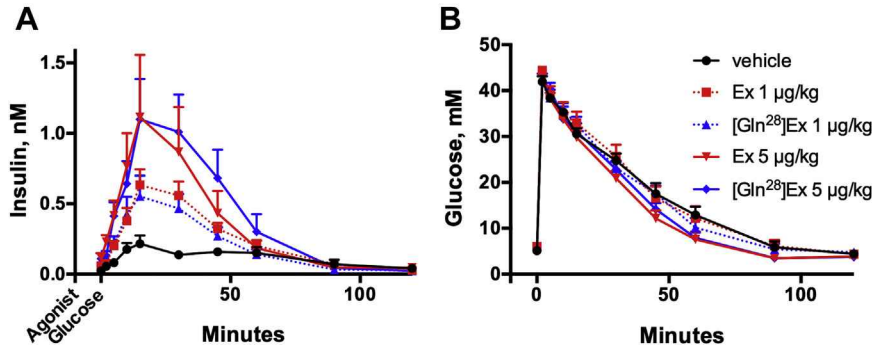 A
Insulin, nM
1.5
1.0
0.5
0.0
Agonist
Glucose
50
100
Minutes
B
Glucose, mM
50
40
30
20
10
0
0
50
100
Minutes
vehicle
Ex 1 µg/kg
[Gln²⁸]Ex 1 µg/kg
Ex 5 µg/kg
[Gln²⁸]Ex 5 µg/kg